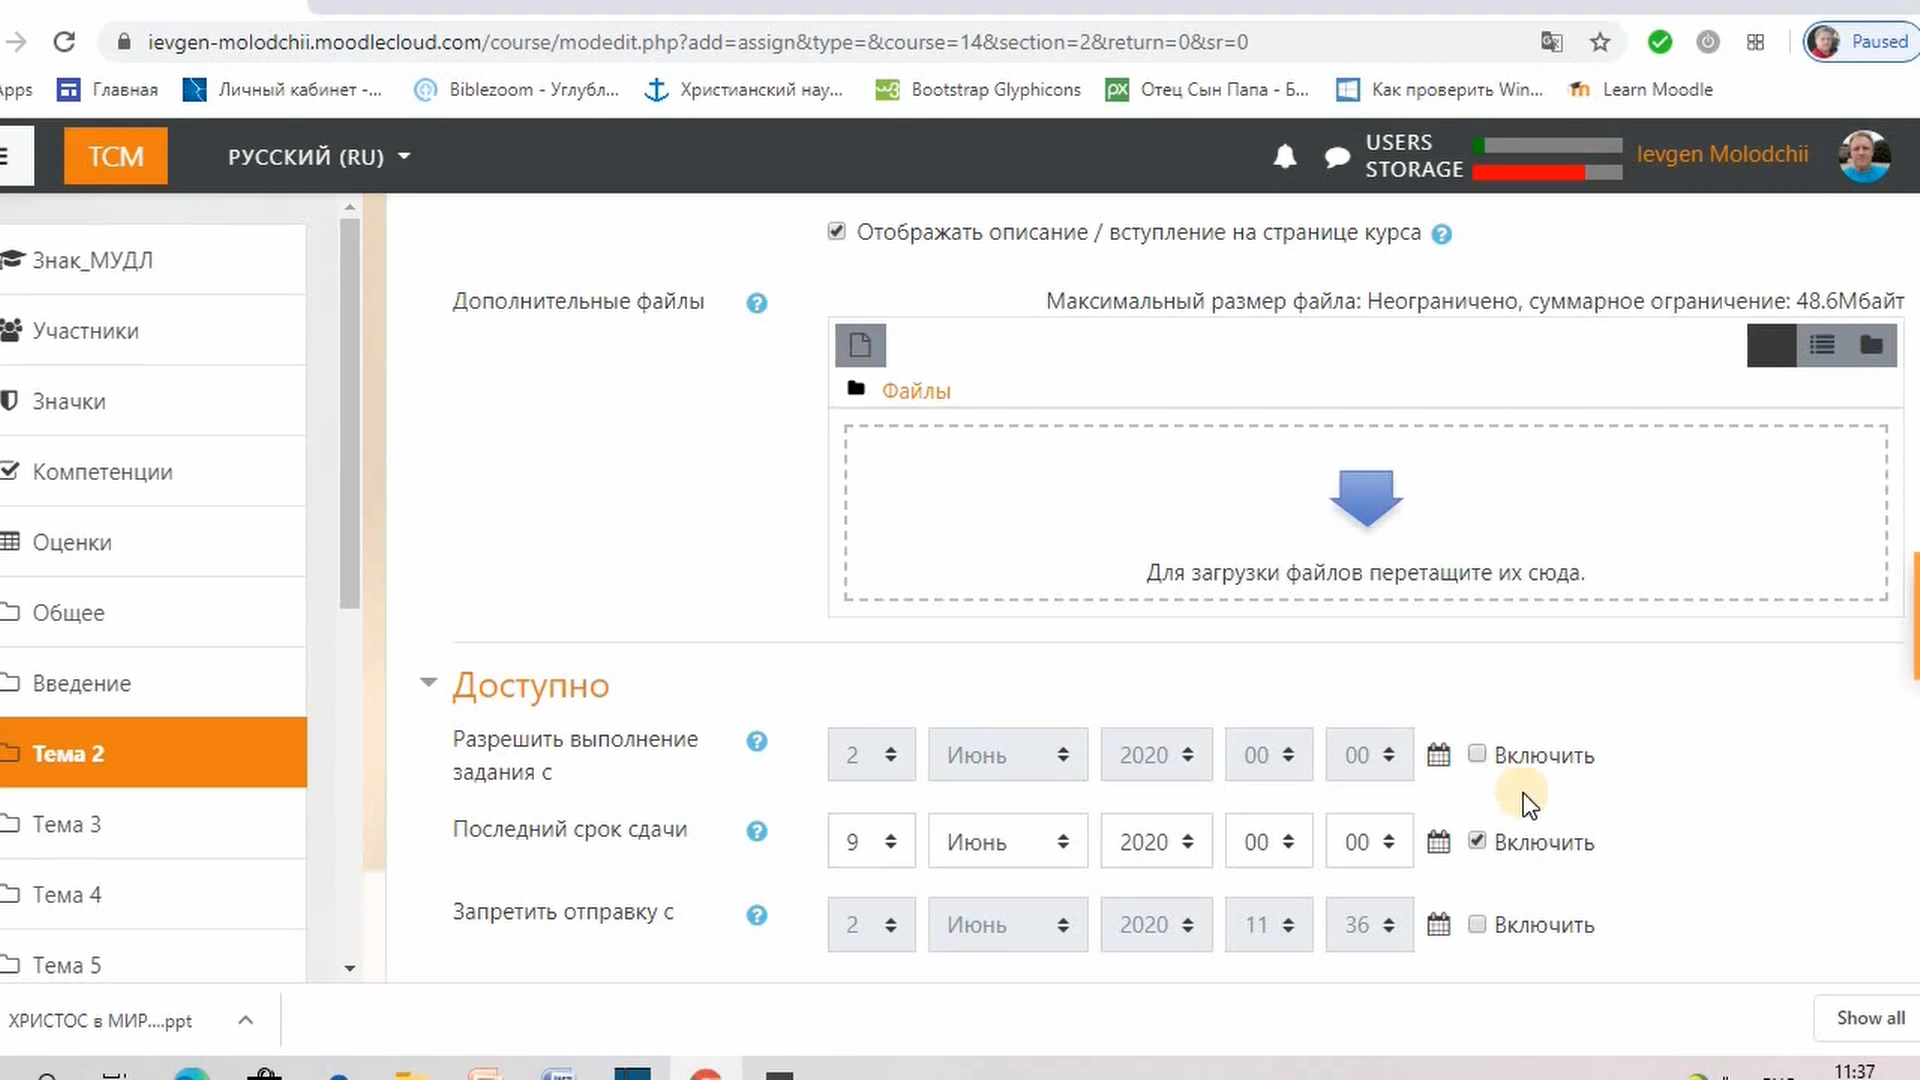 ievgen-molodchii.moodlecloud.com/course/modedit.php?add=assign&type=&course=14&section=2&return=0&sr=0
Paused
Apps
Главная
Личный кабинет -...
Biblezoom - Углубл...
Христианский нау...
Bootstrap Glyphicons
Отец Сын Папа - Б...
Как проверить Win...
Learn Moodle
ТСМ
РУССКИЙ (RU)
USERS
STORAGE
Ievgen Molodchii
Отображать описание / вступление на странице курса
Знак_МУДЛ
Участники
Значки
Компетенции
Оценки
Общее
Введение
Тема 2
Тема 3
Тема 4
Тема 5
Дополнительные файлы
Максимальный размер файла: Неограничено, суммарное ограничение: 48.6Мбайт
Файлы
Для загрузки файлов перетащите их сюда.
Доступно
Разрешить выполнение
задания с
2 Июнь 2020 00 00 Включить
Последний срок сдачи
9 Июнь 2020 00 00 Включить
Запретить отправку с
2 Июнь 2020 11 36 Включить
ХРИСТОС в МИР....ppt
Show all
11:37